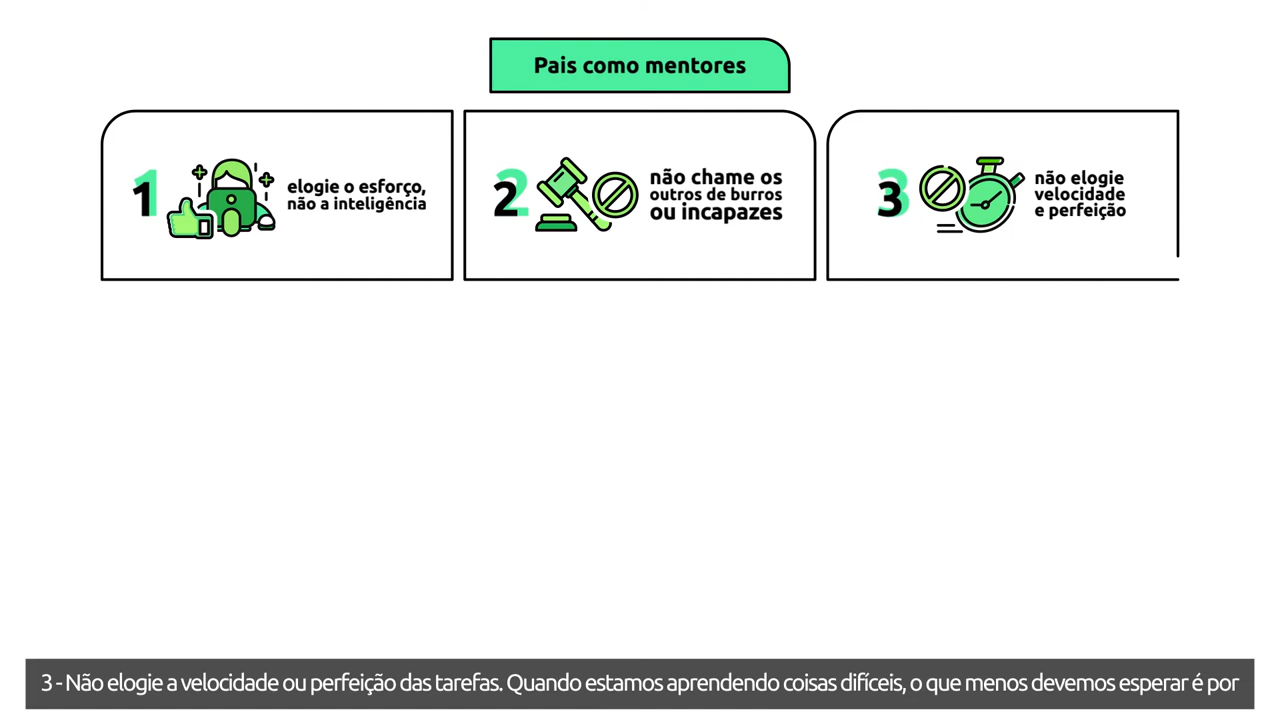 Pais como mentores
1
elogie o esforço,
não a inteligência
2
não chame os
outros de burros
ou incapazes
3
não elogie
velocidade
e perfeição
3 - Não elogie a velocidade ou perfeição das tarefas. Quando estamos aprendendo coisas difíceis, o que menos devemos esperar é por